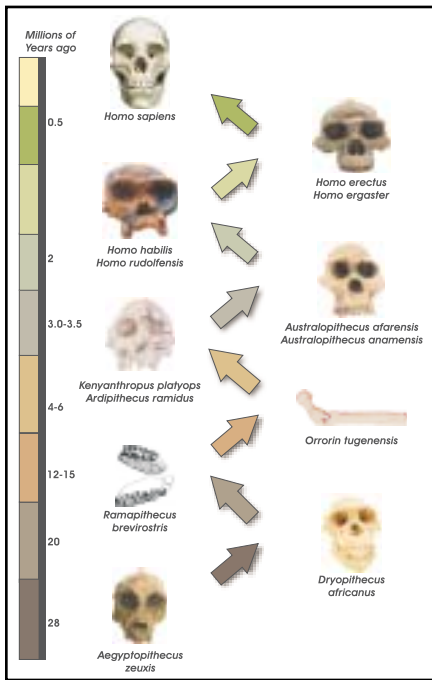 Millions of
Years ago
Homo sapiens
0.5
Homo erectus
Homo ergaster
Homo habilis
Homo rudolfensis
2
3.0-3.5
Australopithecus afarensis
Australopithecus anamensis
Kenyanthropus platyops
Ardipithecus ramidus
4-6
Orrorin tugenensis
12-15
Ramapithecus
brevirostris
20
Dryopithecus
africanus
28
Aegyptopithecus
zeuxis